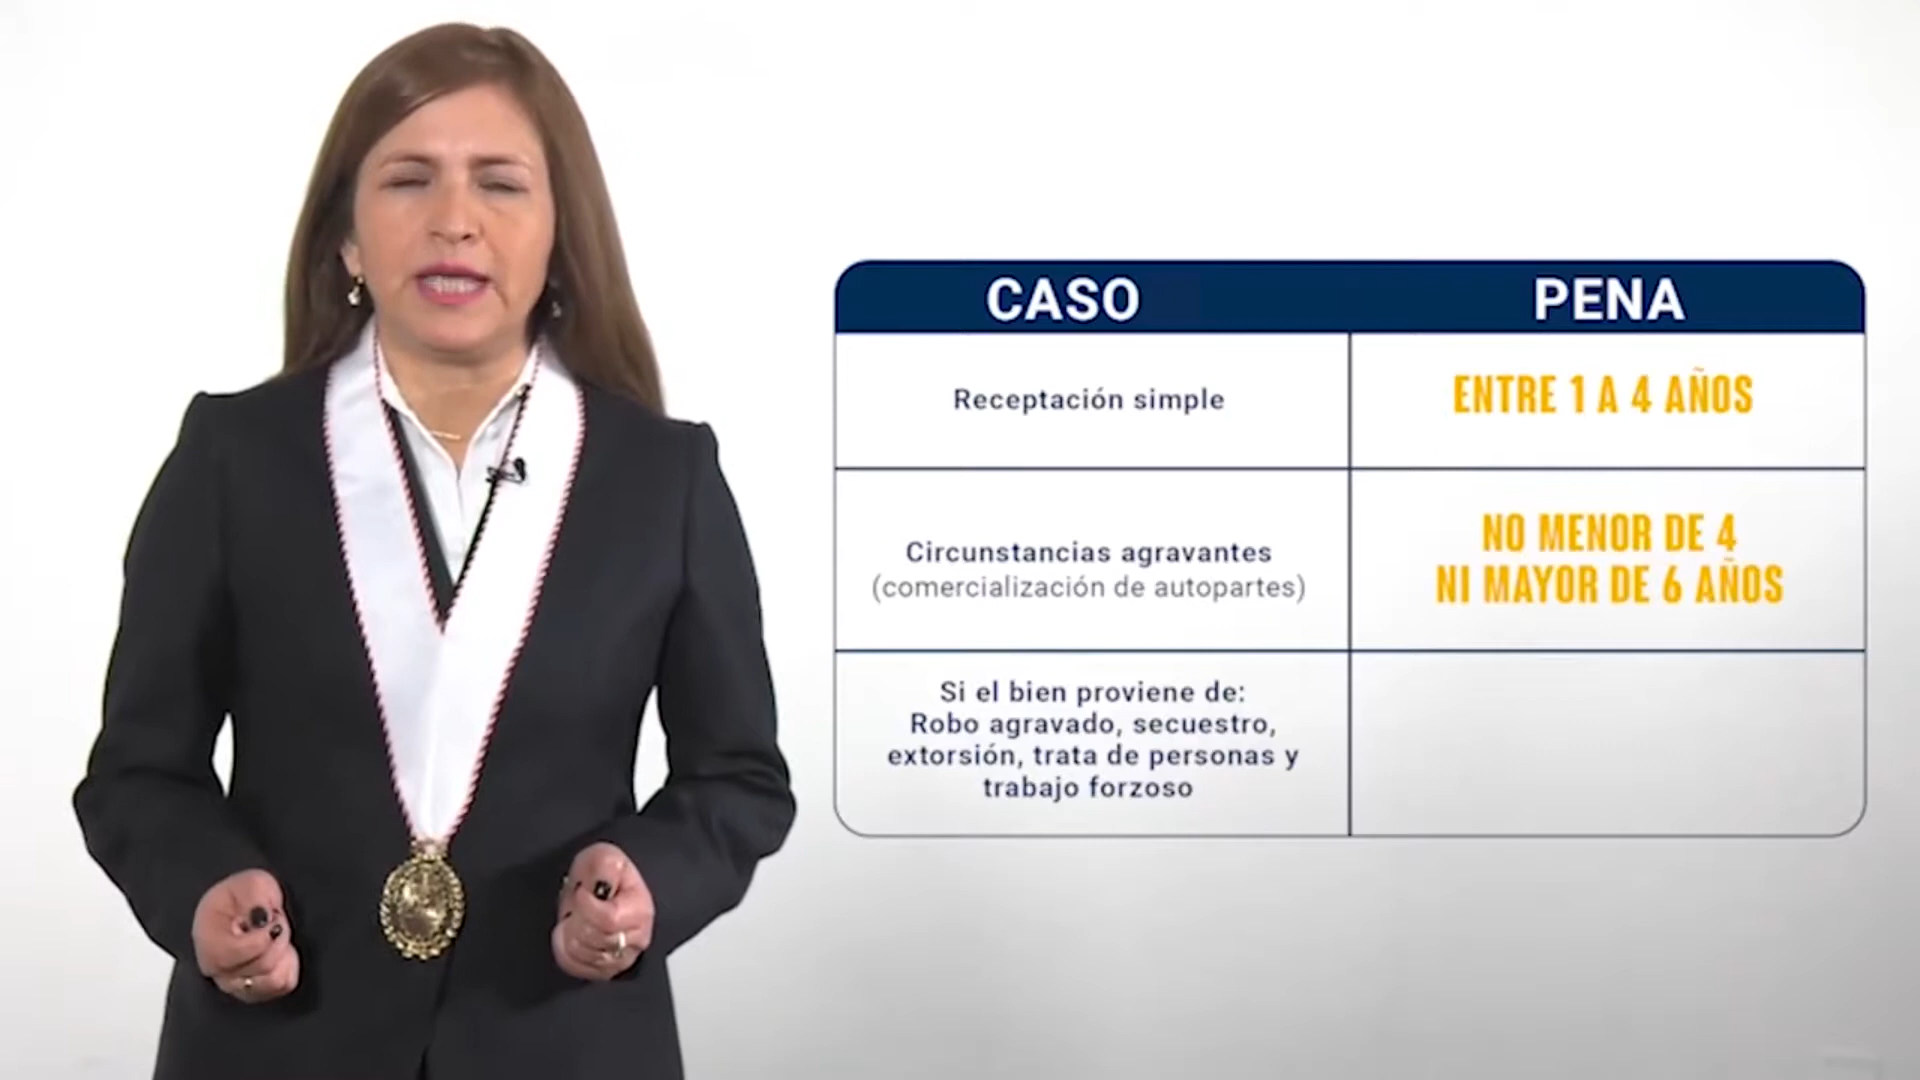 CASO
PENA
Receptación simple
ENTRE 1 A 4 AÑOS
Circunstancias agravantes
(comercialización de autopartes)
NO MENOR DE 4
NI MAYOR DE 6 AÑOS
Si el bien proviene de:
Robo agravado, secuestro,
extorsión, trata de personas y
trabajo forzoso